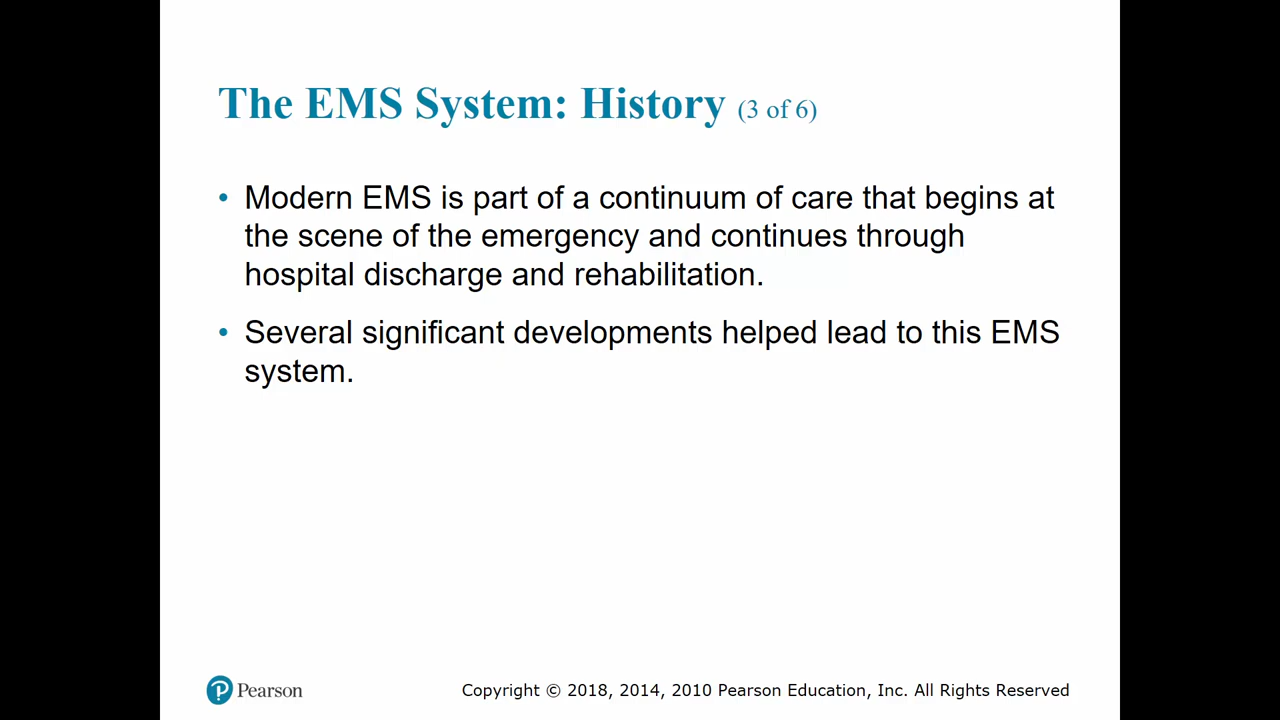 The EMS System: History (3 of 6)
• Modern EMS is part of a continuum of care that begins at
the scene of the emergency and continues through
hospital discharge and rehabilitation.
• Several significant developments helped lead to this EMS
system.
Pearson
Copyright © 2018, 2014, 2010 Pearson Education, Inc. All Rights Reserved